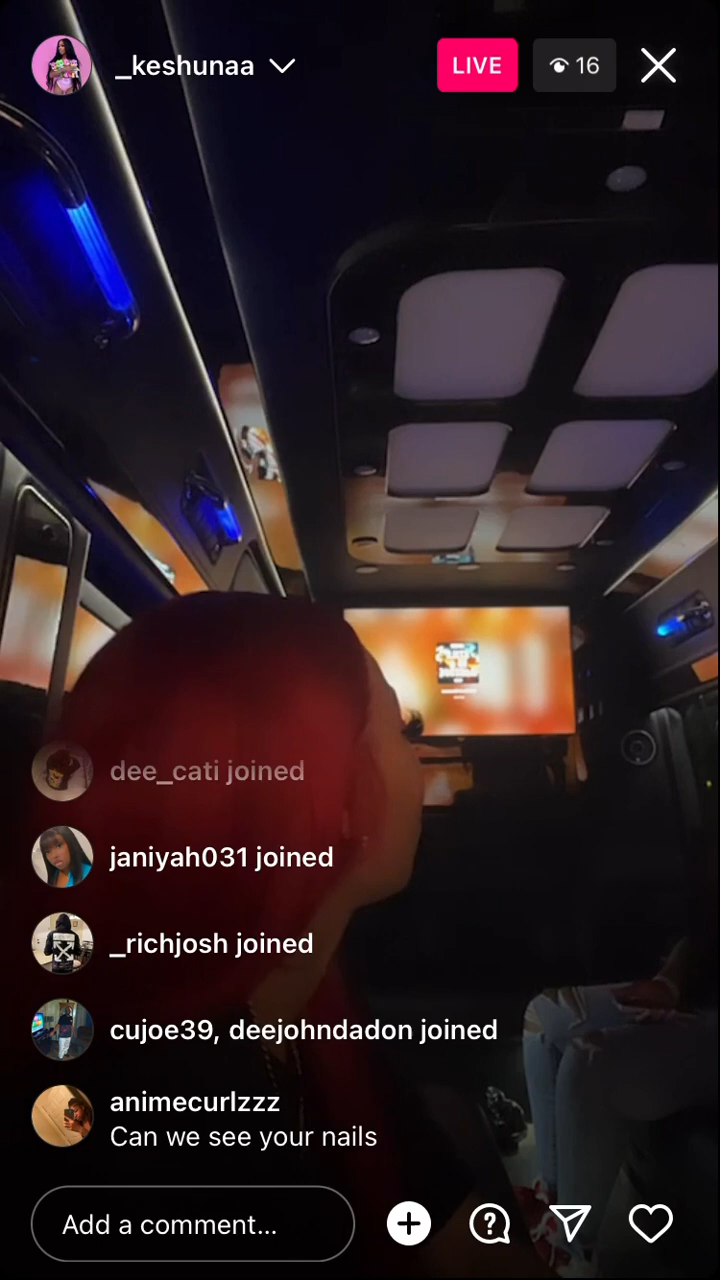 _keshunaa
LIVE
16
dee_cati joined
janiyah031 joined
_richjosh joined
cujoe39, deejohndadon joined
animecurlzzz
Can we see your nails
Add a comment...